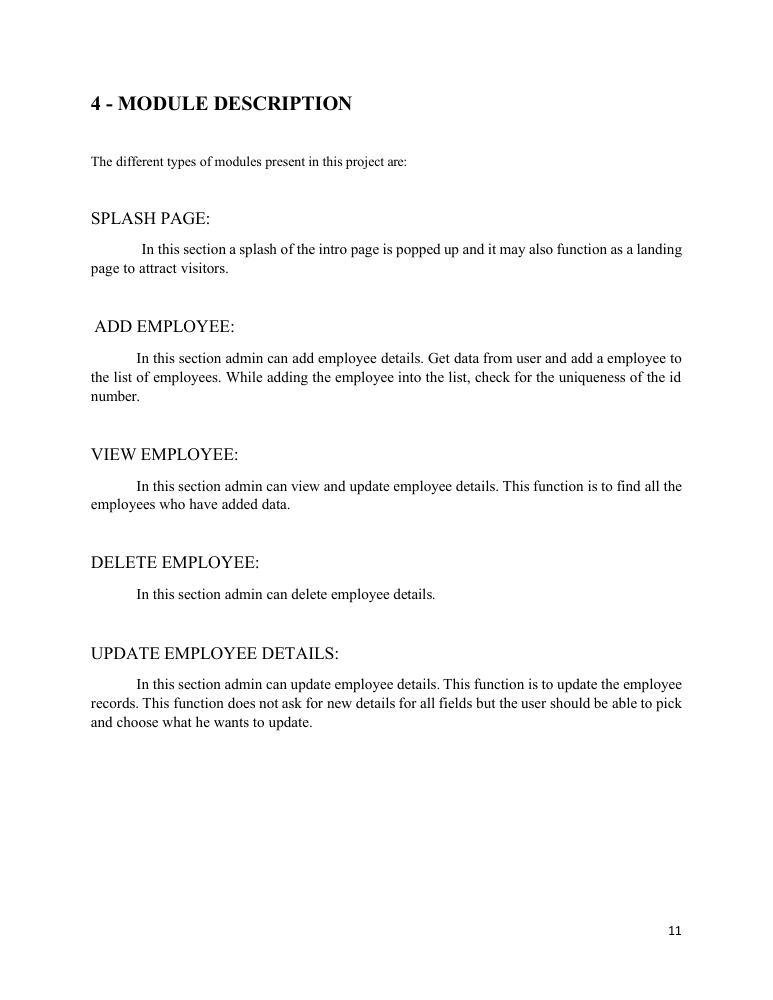 4 - MODULE DESCRIPTION
The different types of modules present in this project are:
SPLASH PAGE:
In this section a splash of the intro page is popped up and it may also function as a landing
page to attract visitors.
ADD EMPLOYEE:
In this section admin can add employee details. Get data from user and add a employee to
the list of employees. While adding the employee into the list, check for the uniqueness of the id
number.
VIEW EMPLOYEE:
In this section admin can view and update employee details. This function is to find all the
employees who have added data.
DELETE EMPLOYEE:
In this section admin can delete employee details.
UPDATE EMPLOYEE DETAILS:
In this section admin can update employee details. This function is to update the employee
records. This function does not ask for new details for all fields but the user should be able to pick
and choose what he wants to update.
11